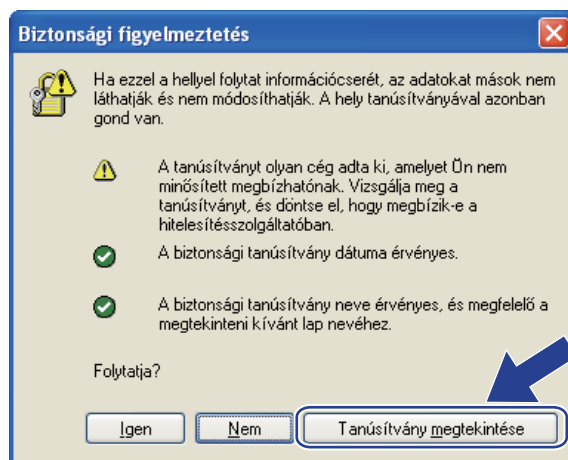 Biztonsági figyelmeztetés
Ha ezzel a hellyel folytat információcserét, az adatokat mások nem
láthatják és nem módosíthatják. A hely tanúsítványával azonban
gond van.
A tanúsítványt olyan cég adta ki, amelyet Ön nem
minősített megbízhatónak. Vizsgálja meg a
tanúsítványt, és döntse el, hogy megbízik-e a
hitelesítésszolgáltatóban.
A biztonsági tanúsítvány dátuma érvényes.
A biztonsági tanúsítvány neve érvényes, és megfelelő a
megtekinteni kívánt lap nevéhez.
Folytatja?
Igen
Nem
Tanúsítvány megtekintése